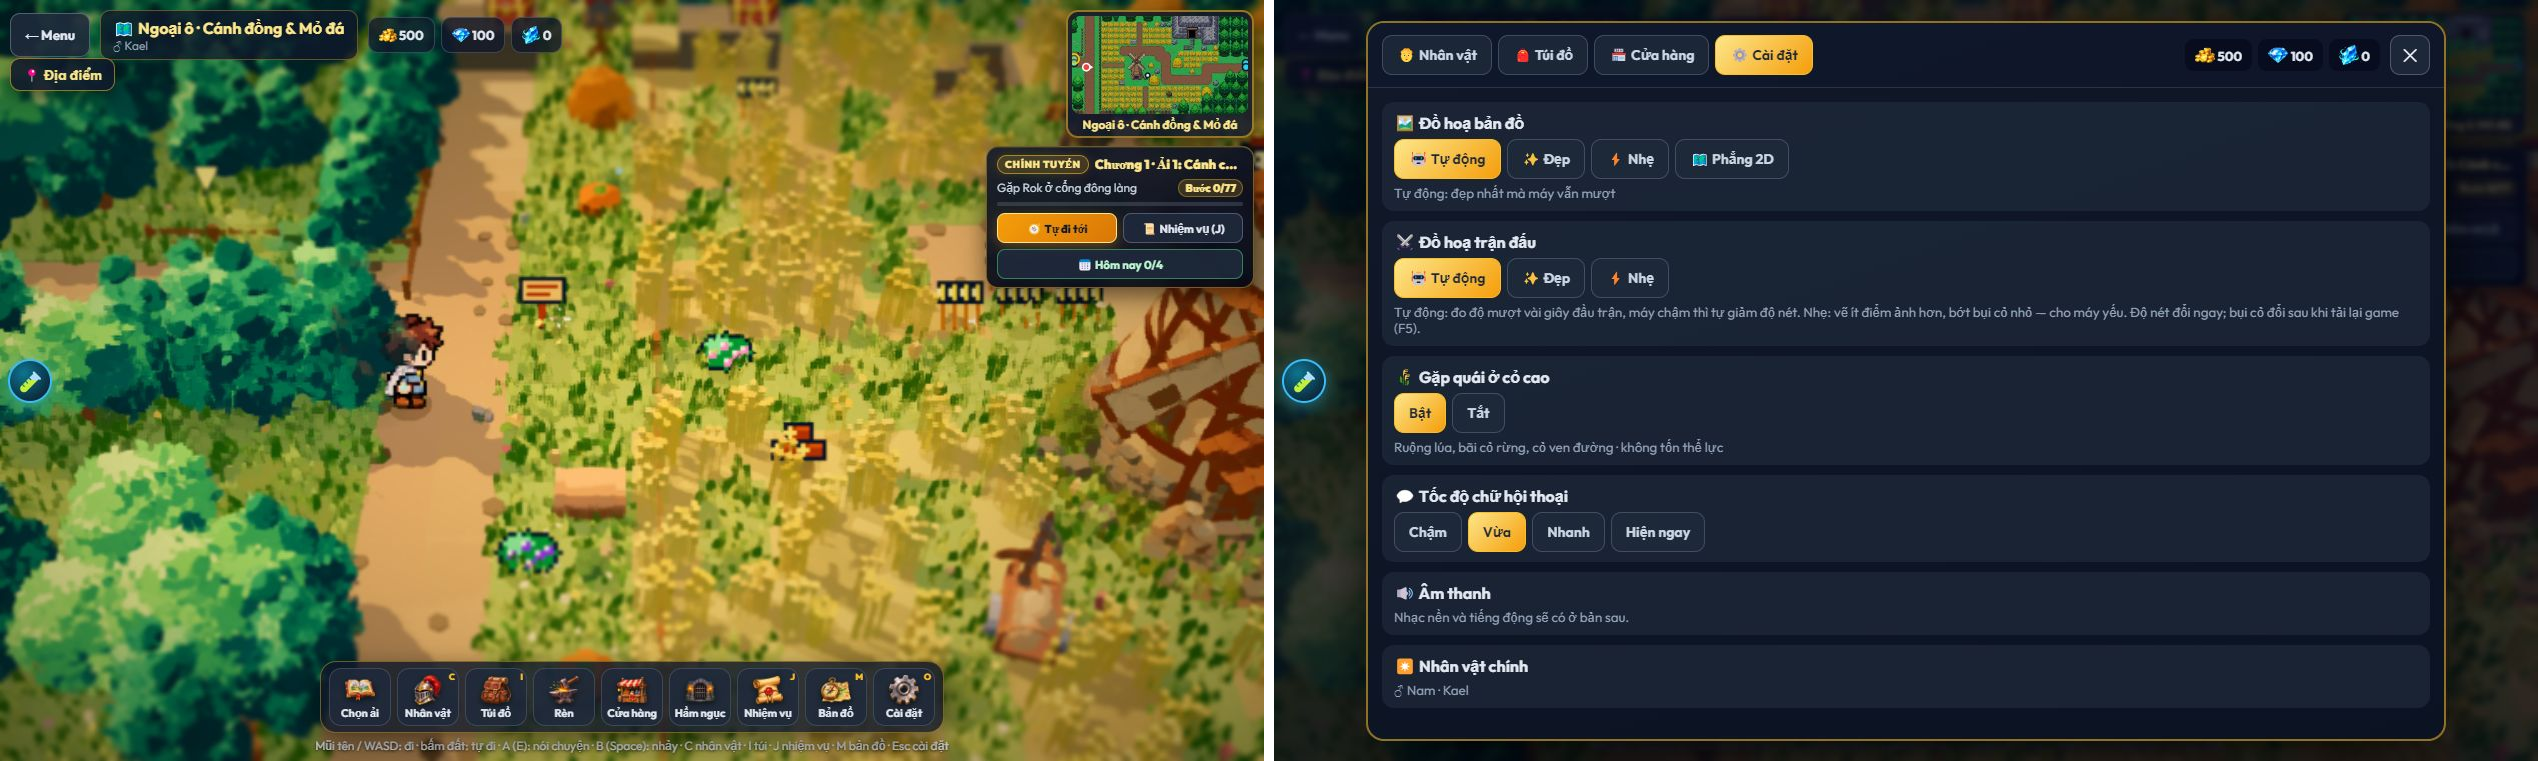 ← Menu
Ngoại ô · Cánh đồng & Mỏ đá
♂ Kael
500
100
0
Địa điểm
Ngoại ô · Cánh đồng & Mỏ đá
CHÍNH TUYẾN
Chương 1 · Ải 1: Cánh c...
Gặp Rok ở cổng đông làng
Bước 0/77
Tự đi tới
Nhiệm vụ (J)
Hôm nay 0/4
Chọn ải
C
Nhân vật
I
Túi đồ
Rèn
Cửa hàng
Hầm ngục
J
Nhiệm vụ
M
Bản đồ
O
Cài đặt
Mũi tên / WASD: đi · bấm đất: tự đi · A (E): nói chuyện · B (Space): nhảy · C nhân vật · I túi · J nhiệm vụ · M bản đồ · Esc cài đặt
Nhân vật
Túi đồ
Cửa hàng
Cài đặt
500
100
0
Đồ hoạ bản đồ
Tự động
Đẹp
Nhẹ
Phẳng 2D
Tự động: đẹp nhất mà máy vẫn mượt
Đồ hoạ trận đấu
Tự động
Đẹp
Nhẹ
Tự động: đo độ mượt vài giây đầu trận, máy chậm thì tự giảm độ nét. Nhẹ: vẽ ít điểm ảnh hơn, bớt bụi cỏ nhỏ — cho máy yếu. Độ nét đổi ngay; bụi cỏ đổi sau khi tải lại game
(F5).
Gặp quái ở cỏ cao
Bật
Tắt
Ruộng lúa, bãi cỏ rừng, cỏ ven đường · không tốn thể lực
Tốc độ chữ hội thoại
Chậm
Vừa
Nhanh
Hiện ngay
Âm thanh
Nhạc nền và tiếng động sẽ có ở bản sau.
Nhân vật chính
♂ Nam · Kael